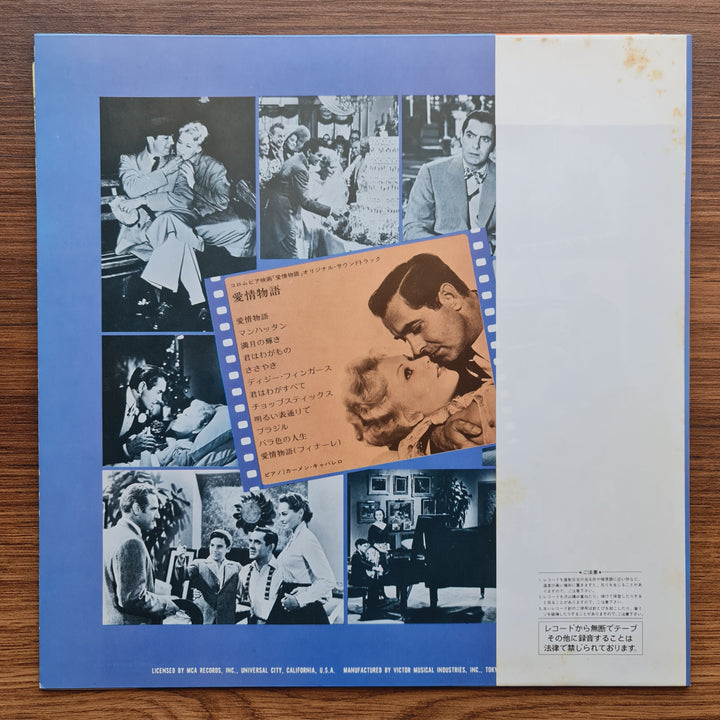 コロムビア映画「愛情物語」オリジナル・サウンドトラック
愛情物語
愛情物語
マンハッタン
満月の輝き
君はわがもの
ささやき
ディジー・フィンガース
君はわがすべて
チョップスティックス
明るい表通りで
ブラジル
バラ色の人生
愛情物語(フィナーレ)
ピアノ)カーメン・キャバレロ
●ご注意●
レコードから無断でテープ
その他に録音することは
法律で禁じられております.
LICENSED BY MCA RECORDS, INC., UNIVERSAL CITY, CALIFORNIA, U.S.A. MANUFACTURED BY VICTOR MUSICAL INDUSTRIES, INC., TOKY